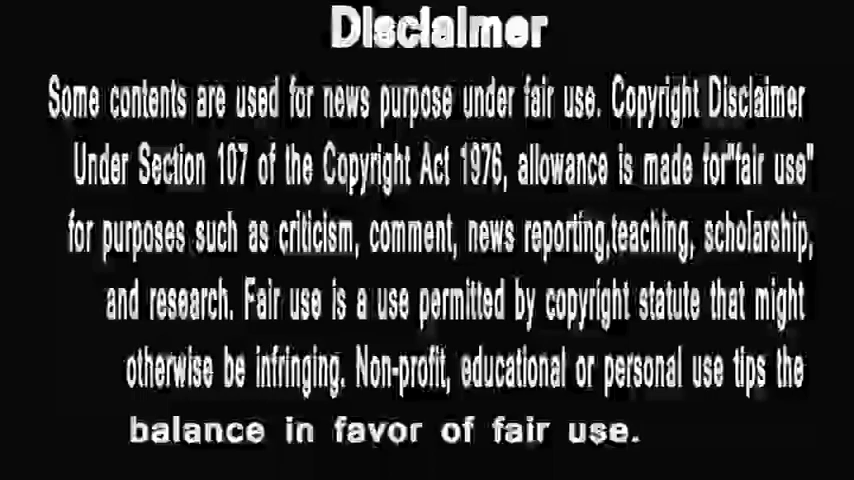 Disclaimer
Some contents are used for news purpose under fair use. Copyright Disclaimer
Under Section 107 of the Copyright Act 1976, allowance is made for"fair use"
for purposes such as criticism, comment, news reporting,teaching, scholarship,
and research. Fair use is a use permitted by copyright statute that might
otherwise be infringing. Non-profit, educational or personal use tips the
balance in favor of fair use.